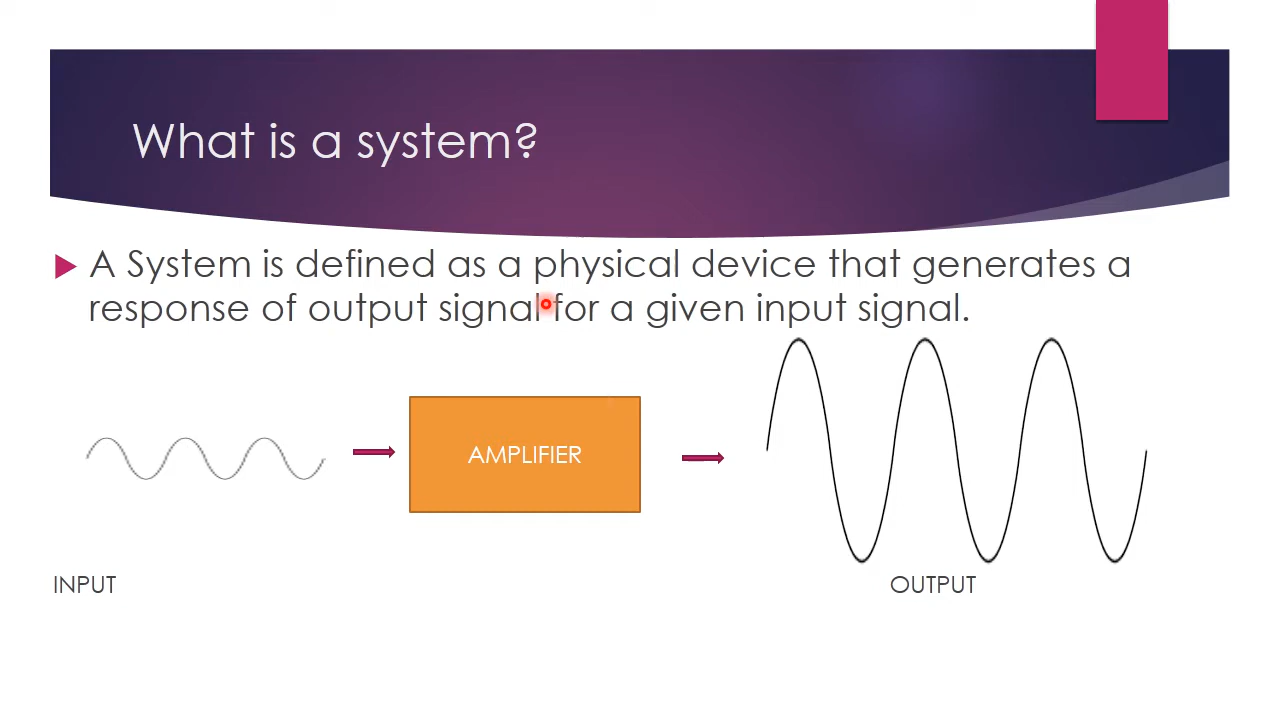 What is a system?
A System is defined as a physical device that generates a
response of output signal for a given input signal.
AMPLIFIER
INPUT
OUTPUT